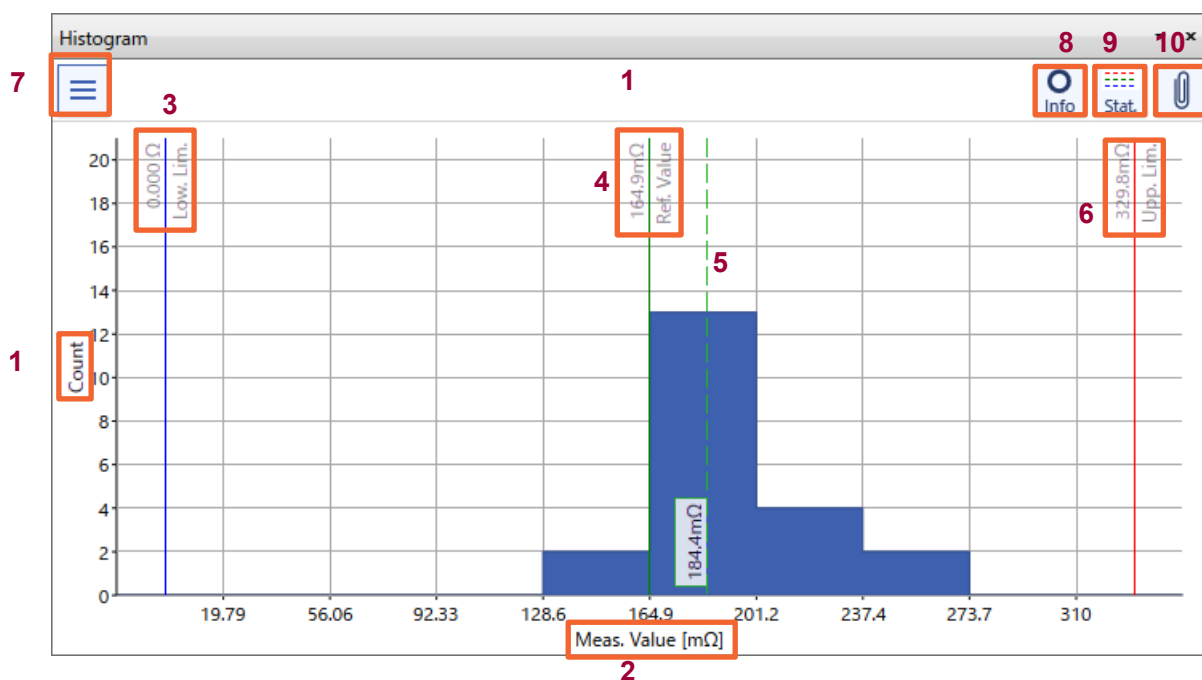 Histogram
8 9 10
7
1
Info
Stat.
3
20
18
16
14
12
10
8
6
4
2
0
0.000 Ω
Low. Lim.
4
164.9mΩ
Ref. Value
5
6
329.8mΩ
Upp. Lim.
1
Count
184.4mΩ
19.79 56.06 92.33 128.6 164.9 201.2 237.4 273.7 310
Meas. Value [mΩ]
2